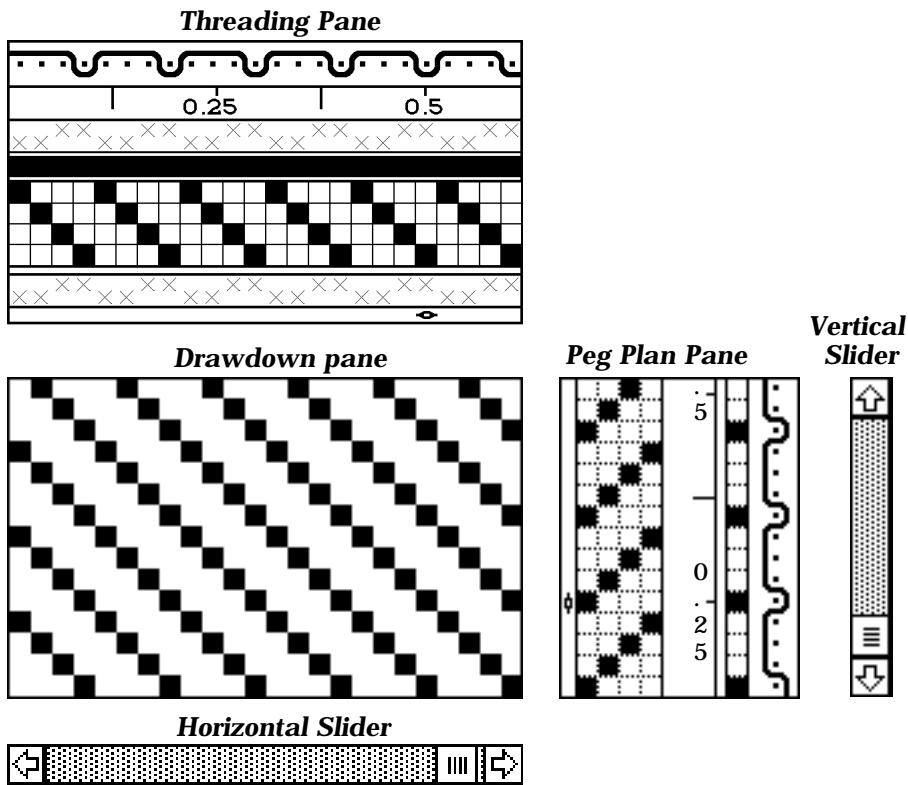 Threading Pane
0.25 0.5
Vertical
Slider
Drawdown pane
Peg Plan Pane
.
5
0
.
2
5
Horizontal Slider